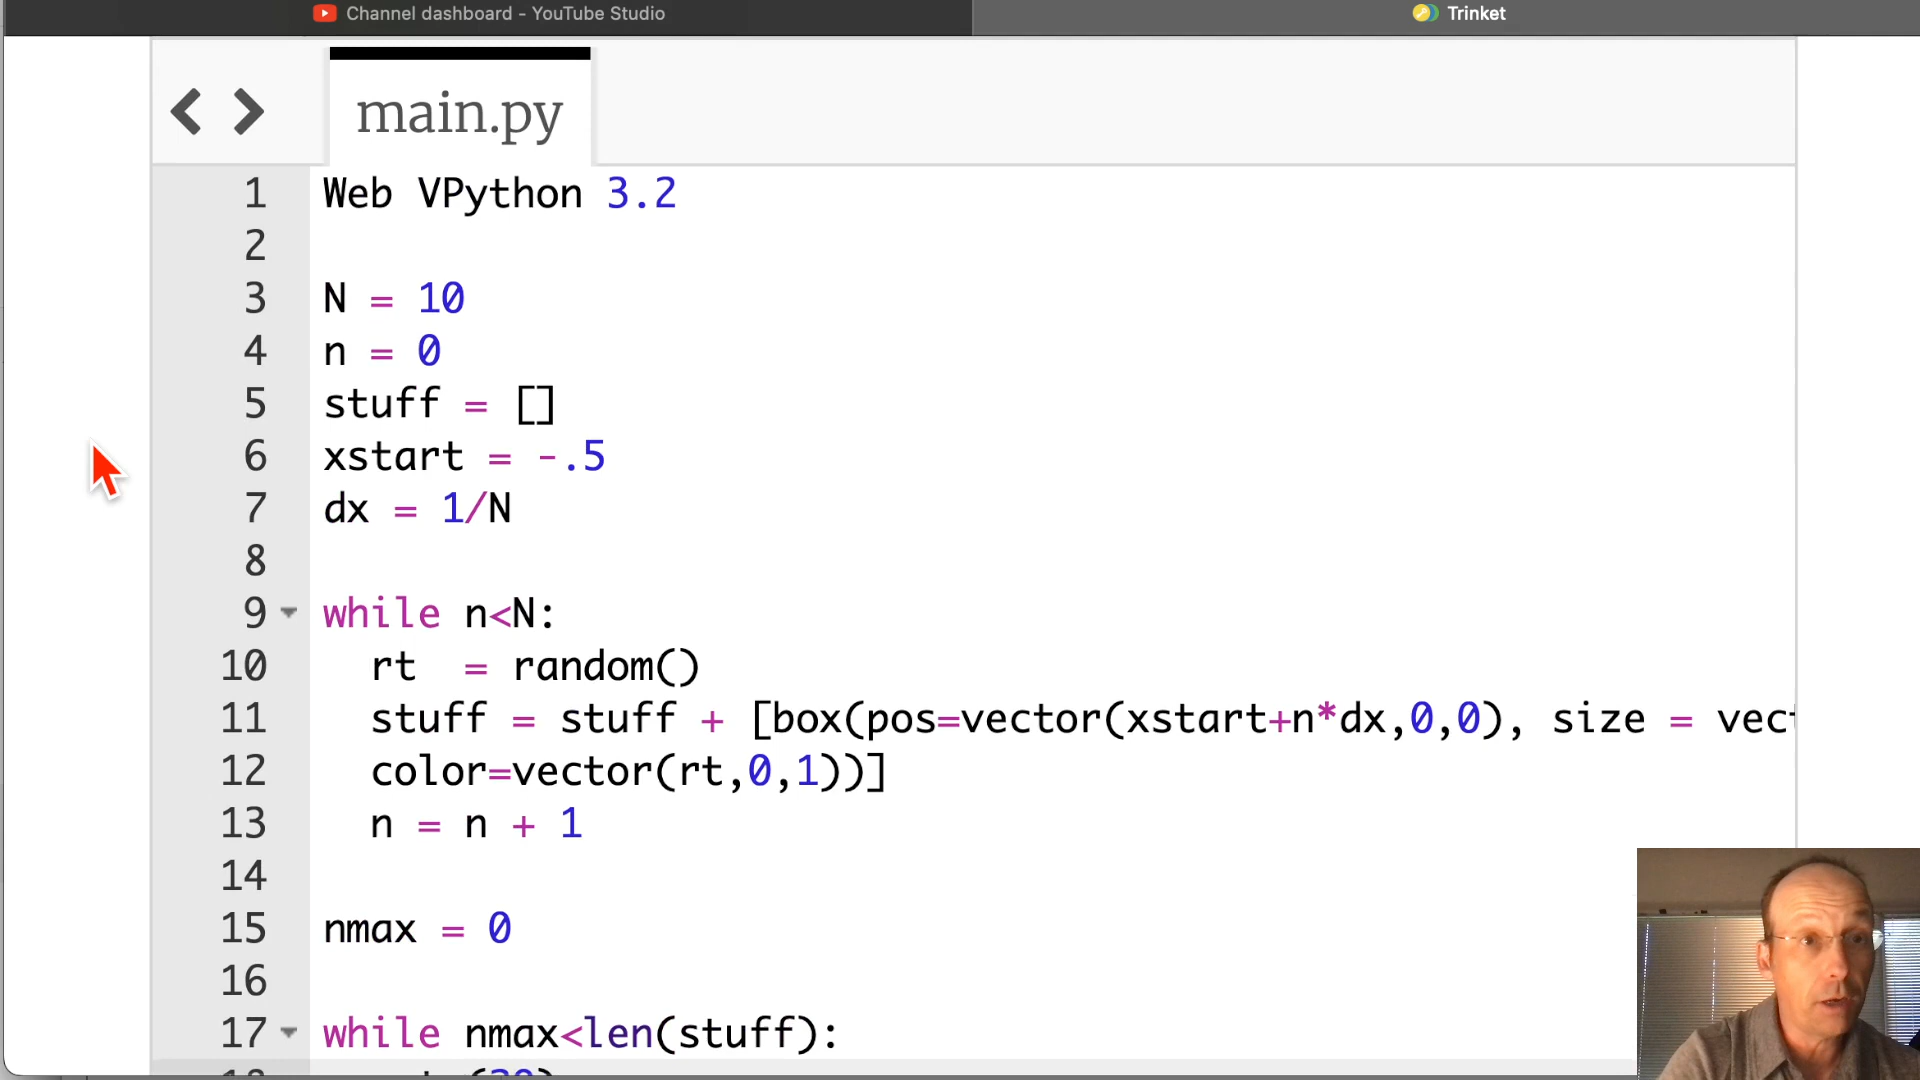 Channel dashboard - YouTube Studio
Trinket
main.py
1 Web VPython 3.2
2
3 N = 10
4 n = 0
5 stuff = []
6 xstart = -.5
7 dx = 1/N
8
9 while n<N:
10 rt = random()
11 stuff = stuff + [box(pos=vector(xstart+n*dx,0,0), size = vect
12 color=vector(rt,0,1))]
13 n = n + 1
14
15 nmax = 0
16
17 while nmax<len(stuff):